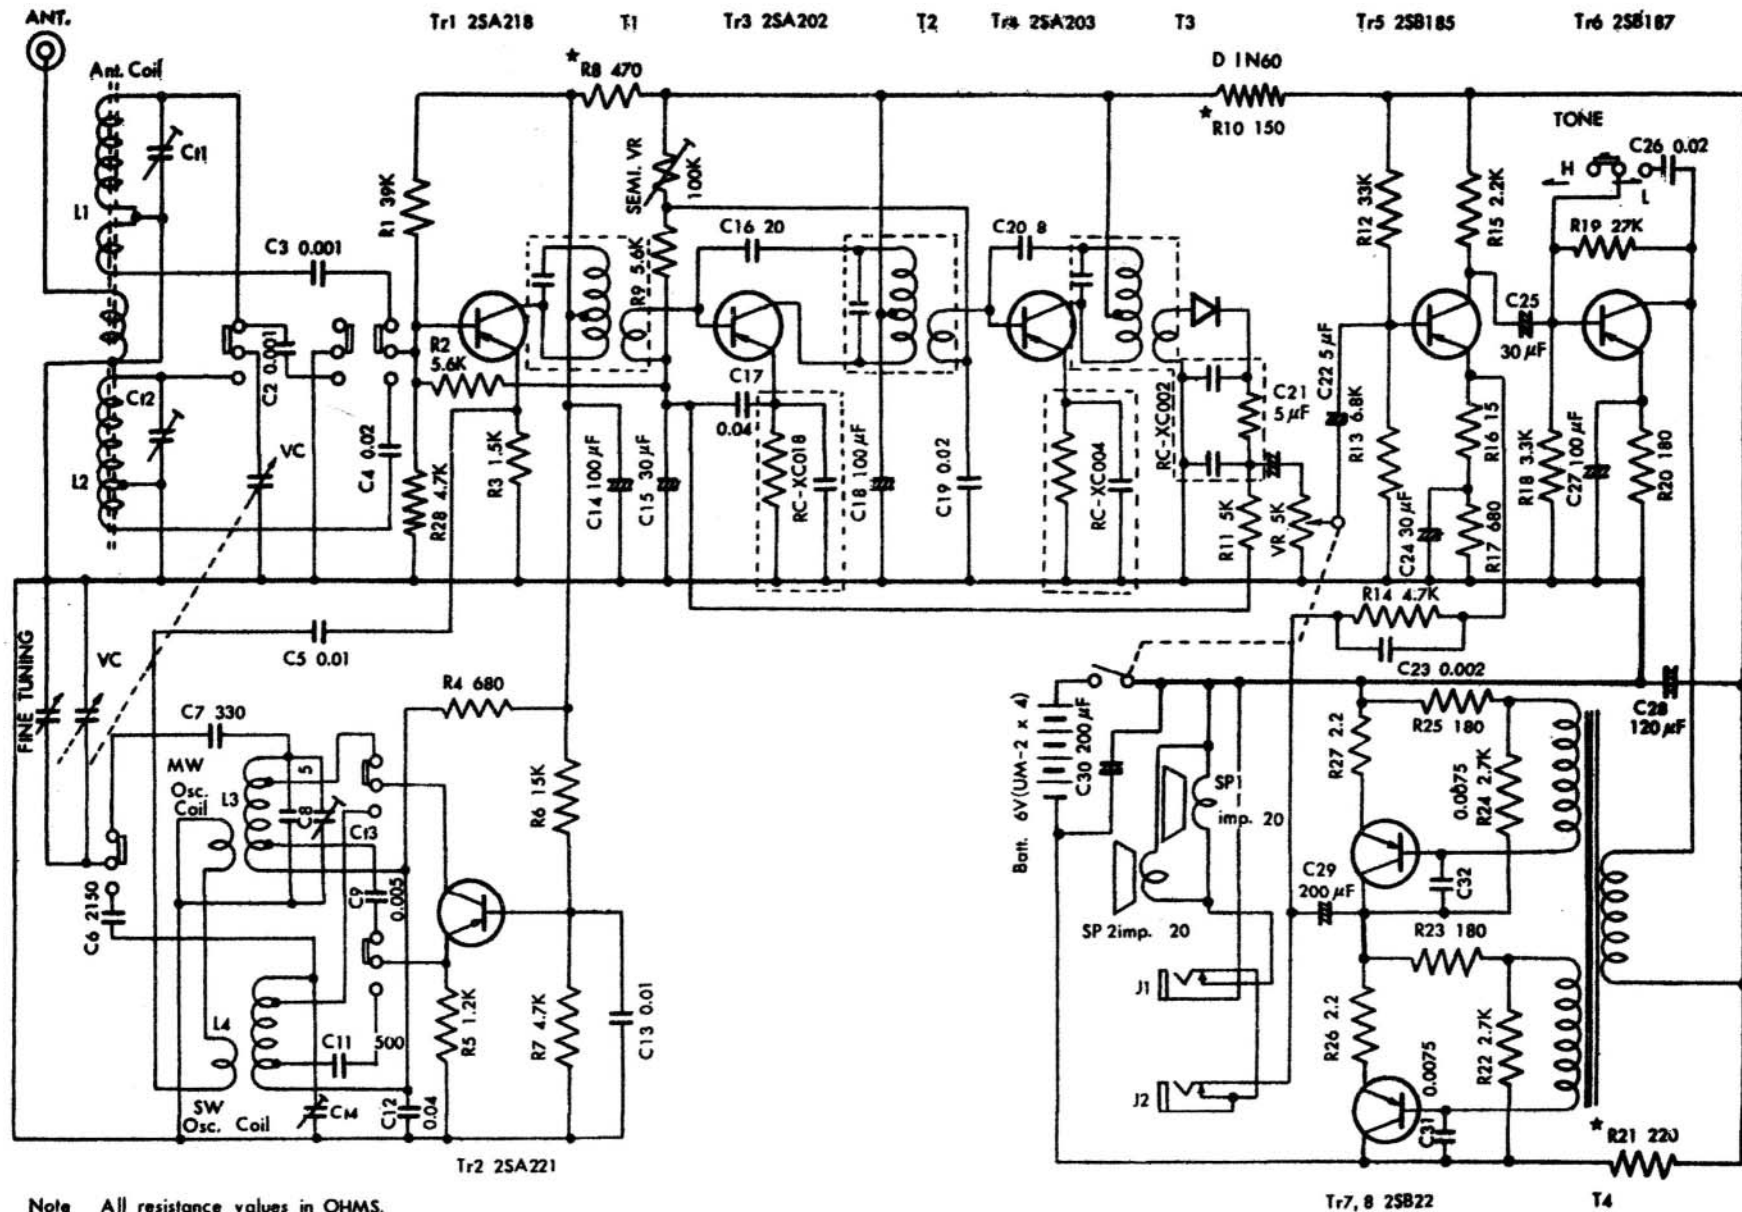 ANT.
Tr1 2SA218
T1
Tr3 2SA202
T2
Tr4 2SA203
T3
Tr5 2SB185
Tr6 2SB187
Ant. Coil
★ R8 470
D 1N60
★ R10 150
TONE
C26 0.02
H
L
Ct1
R1 39K
SEMI. VR 100K
R12 33K
R15 2.2K
R19 27K
L1
C3 0.001
R9 5.6K
C16 20
C20 8
C25
30 µF
C2 0.001
R2
5.6K
C22 5 µF
Ct2
VC
C4 0.02
C17
0.04
C21
5 µF
RC-XC002
R13 6.8K
R16 15
L2
R28 4.7K
R3 1.5K
C14 100 µF
C15 30 µF
RC-XC018
C18 100 µF
C19 0.02
RC-XC004
R11 5K
VR 5K
C24 30 µF
R17 680
R18 3.3K
C27 100 µF
R20 180
R14 4.7K
FINE TUNING
VC
C5 0.01
C23 0.002
R4 680
C7 330
R25 180
C28
120 µF
MW
Osc.
Coil
L3
5
C8
Ct3
R6 15K
Batt. 6V(UM-2 x 4)
C30 200 µF
SP1
imp. 20
R27 2.2
0.0075
R24 2.7K
C6 2150
C9
0.005
C29
200 µF
C32
SP 2imp. 20
R23 180
J1
L4
C11
500
R5 1.2K
R7 4.7K
C13 0.01
R26 2.2
0.0075
R22 2.7K
J2
SW
Osc. Coil
Ct4
C12
0.04
C31
★ R21 220
Tr2 2SA221
Note All resistance values in OHMS.
Tr7, 8 2SB22
T4